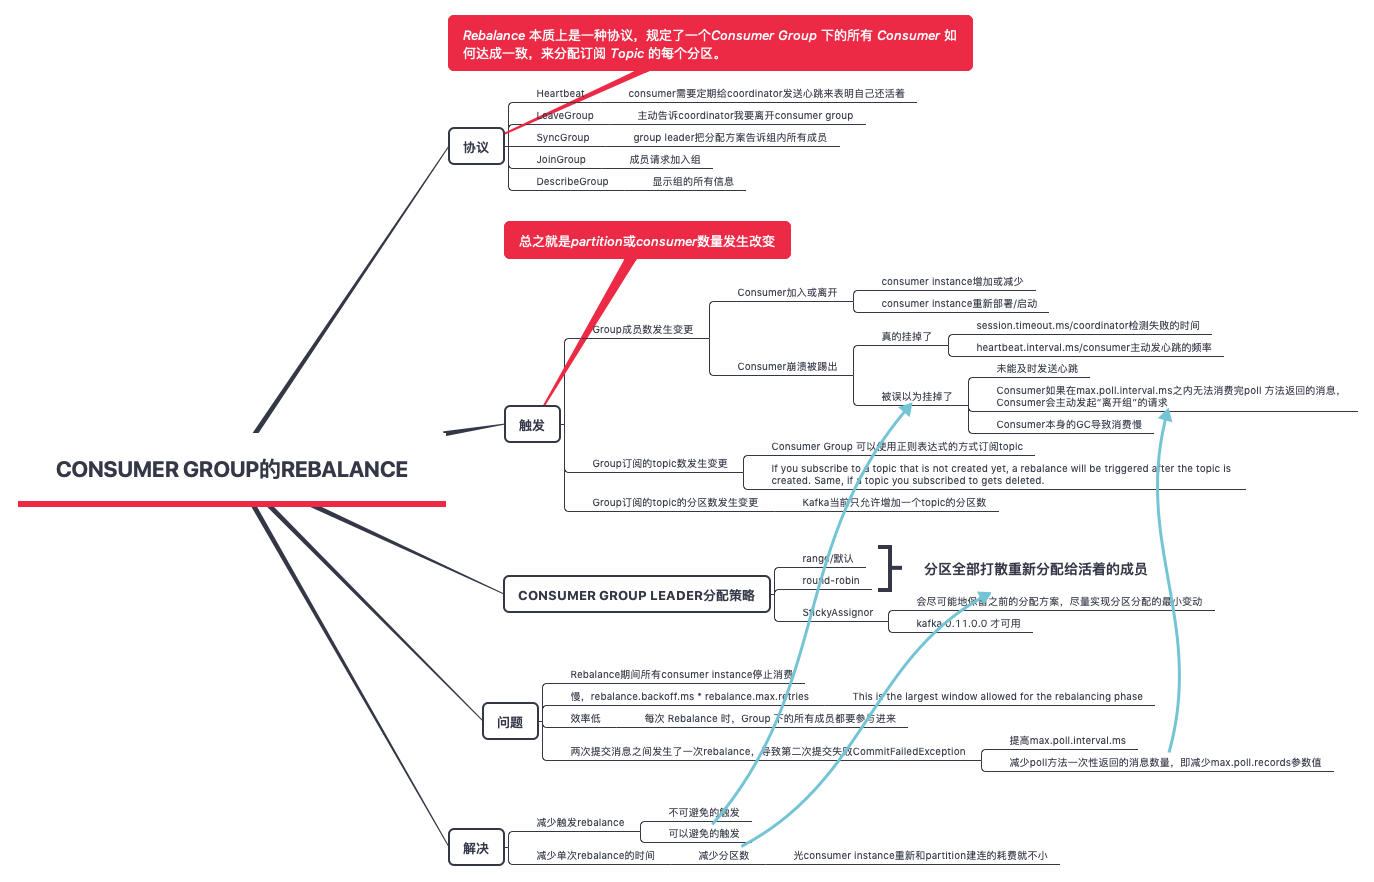 Rebalance 本质上是一种协议，规定了一个Consumer Group 下的所有 Consumer 如
何达成一致，来分配订阅 Topic 的每个分区。
Heartbeat
consumer需要定期给coordinator发送心跳来表明自己还活着
LeaveGroup
主动告诉coordinator我要离开consumer group
协议
SyncGroup
group leader把分配方案告诉组内所有成员
JoinGroup
成员请求加入组
DescribeGroup
显示组的所有信息
总之就是partition或consumer数量发生改变
Group成员数发生变更
Consumer加入或离开
consumer instance增加或减少
consumer instance重新部署/启动
Consumer崩溃被踢出
真的挂掉了
session.timeout.ms/coordinator检测失败的时间
heartbeat.interval.ms/consumer主动发心跳的频率
被误以为挂掉了
未能及时发送心跳
Consumer如果在max.poll.interval.ms之内无法消费完poll 方法返回的消息，
Consumer会主动发起“离开组”的请求
Consumer本身的GC导致消费慢
触发
Group订阅的topic数发生变更
Consumer Group 可以使用正则表达式的方式订阅topic
If you subscribe to a topic that is not created yet, a rebalance will be triggered after the topic is
created. Same, if a topic you subscribed to gets deleted.
Group订阅的topic的分区数发生变更
Kafka当前只允许增加一个topic的分区数
CONSUMER GROUP的REBALANCE
CONSUMER GROUP LEADER分配策略
range/默认
round-robin
分区全部打散重新分配给活着的成员
StickyAssignor
会尽可能地保留之前的分配方案，尽量实现分区分配的最小变动
kafka 0.11.0.0 才可用
问题
Rebalance期间所有consumer instance停止消费
慢，rebalance.backoff.ms * rebalance.max.retries
This is the largest window allowed for the rebalancing phase
效率低
每次 Rebalance 时，Group 下的所有成员都要参与进来
两次提交消息之间发生了一次rebalance，导致第二次提交失败CommitFailedException
提高max.poll.interval.ms
减少poll方法一次性返回的消息数量，即减少max.poll.records参数值
解决
减少触发rebalance
不可避免的触发
可以避免的触发
减少单次rebalance的时间
减少分区数
光consumer instance重新和partition建连的耗费就不小